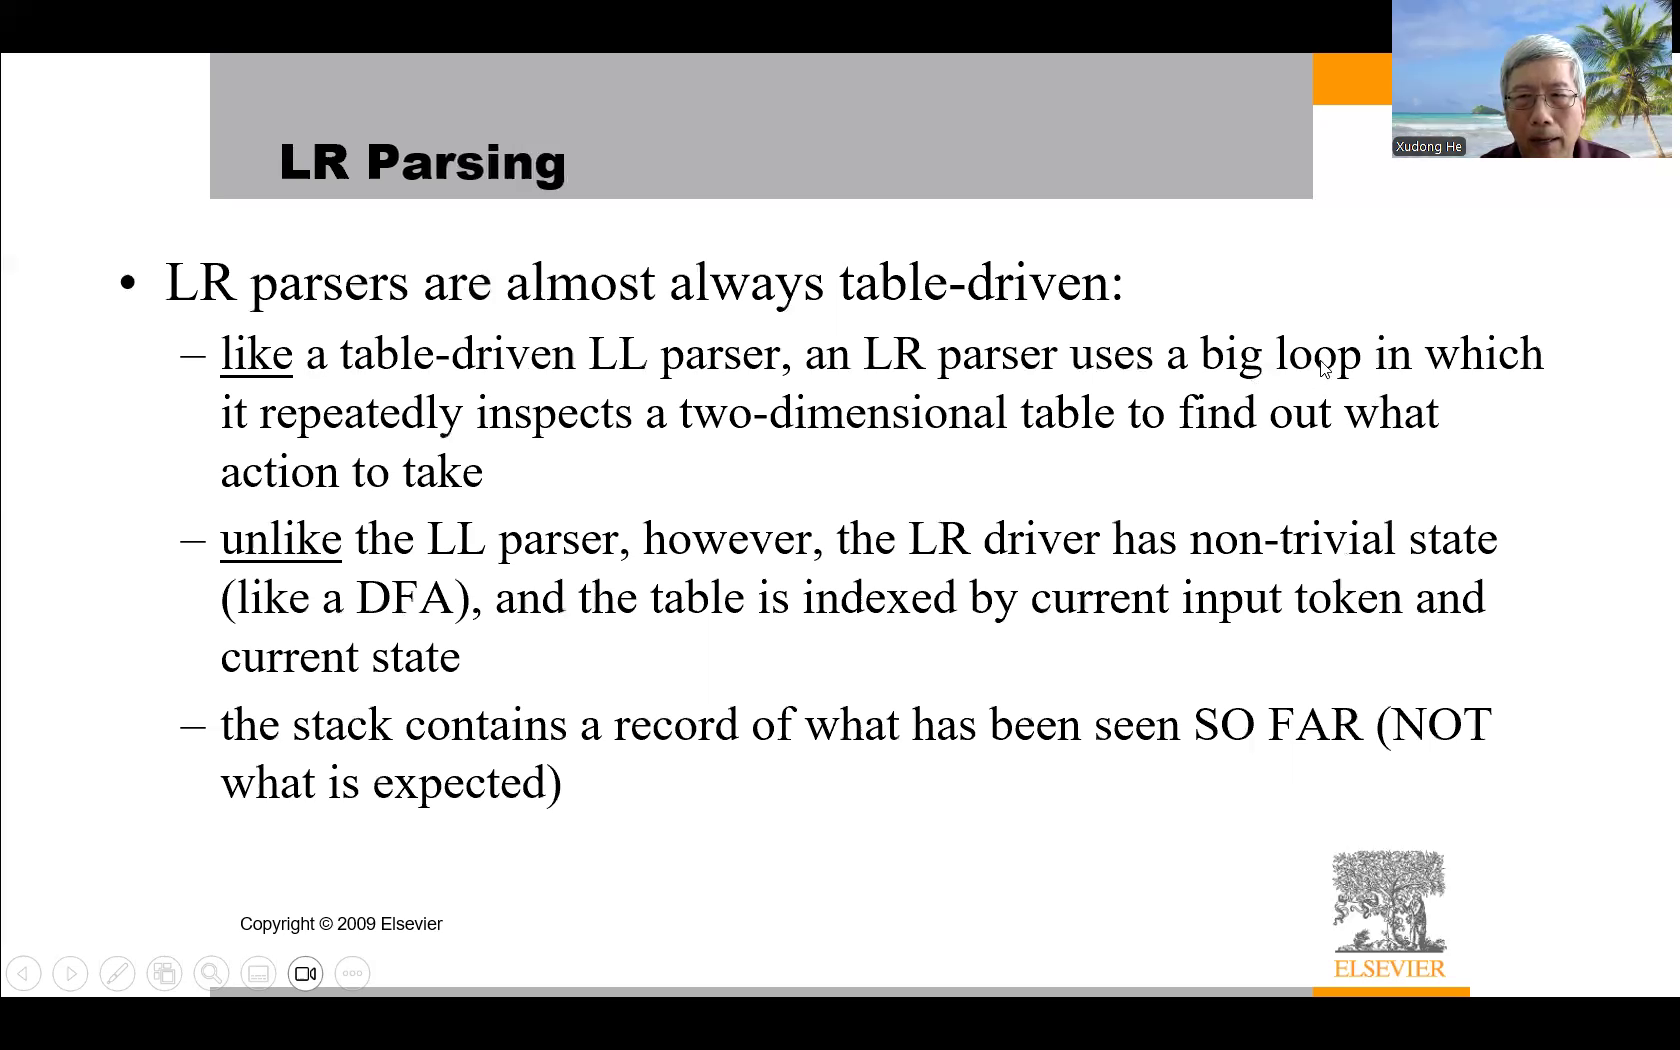 Xudong He
LR Parsing
• LR parsers are almost always table-driven:
– like a table-driven LL parser, an LR parser uses a big loop in which
it repeatedly inspects a two-dimensional table to find out what
action to take
– unlike the LL parser, however, the LR driver has non-trivial state
(like a DFA), and the table is indexed by current input token and
current state
– the stack contains a record of what has been seen SO FAR (NOT
what is expected)
Copyright © 2009 Elsevier
ELSEVIER